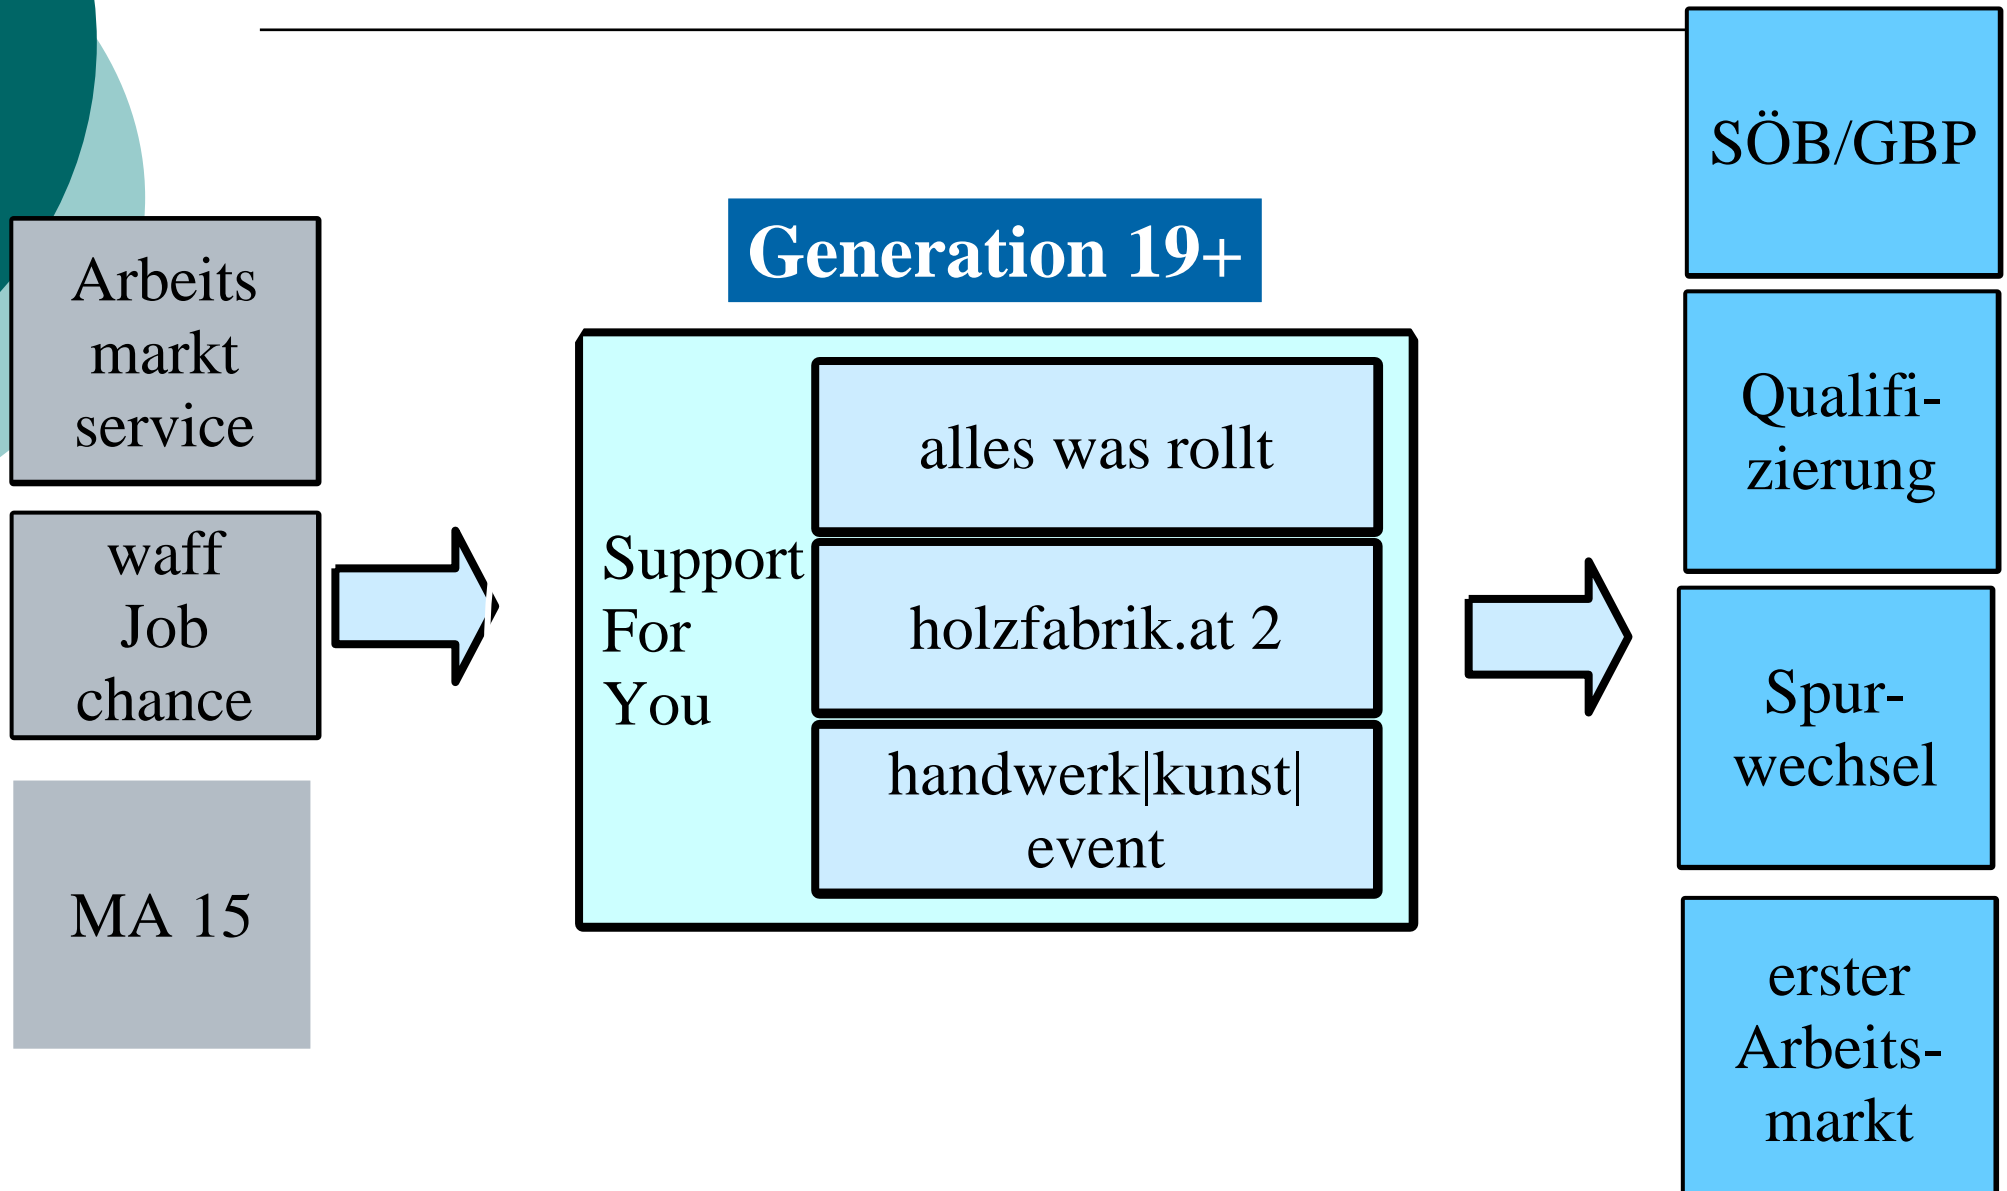 Arbeits
markt
service
waff
Job
chance
MA 15
Generation 19+
Support
For
You
alles was rollt
holzfabrik.at 2
handwerk|kunst|
event
SÖB/GBP
Qualifi-
zierung
Spur-
wechsel
erster
Arbeits-
markt